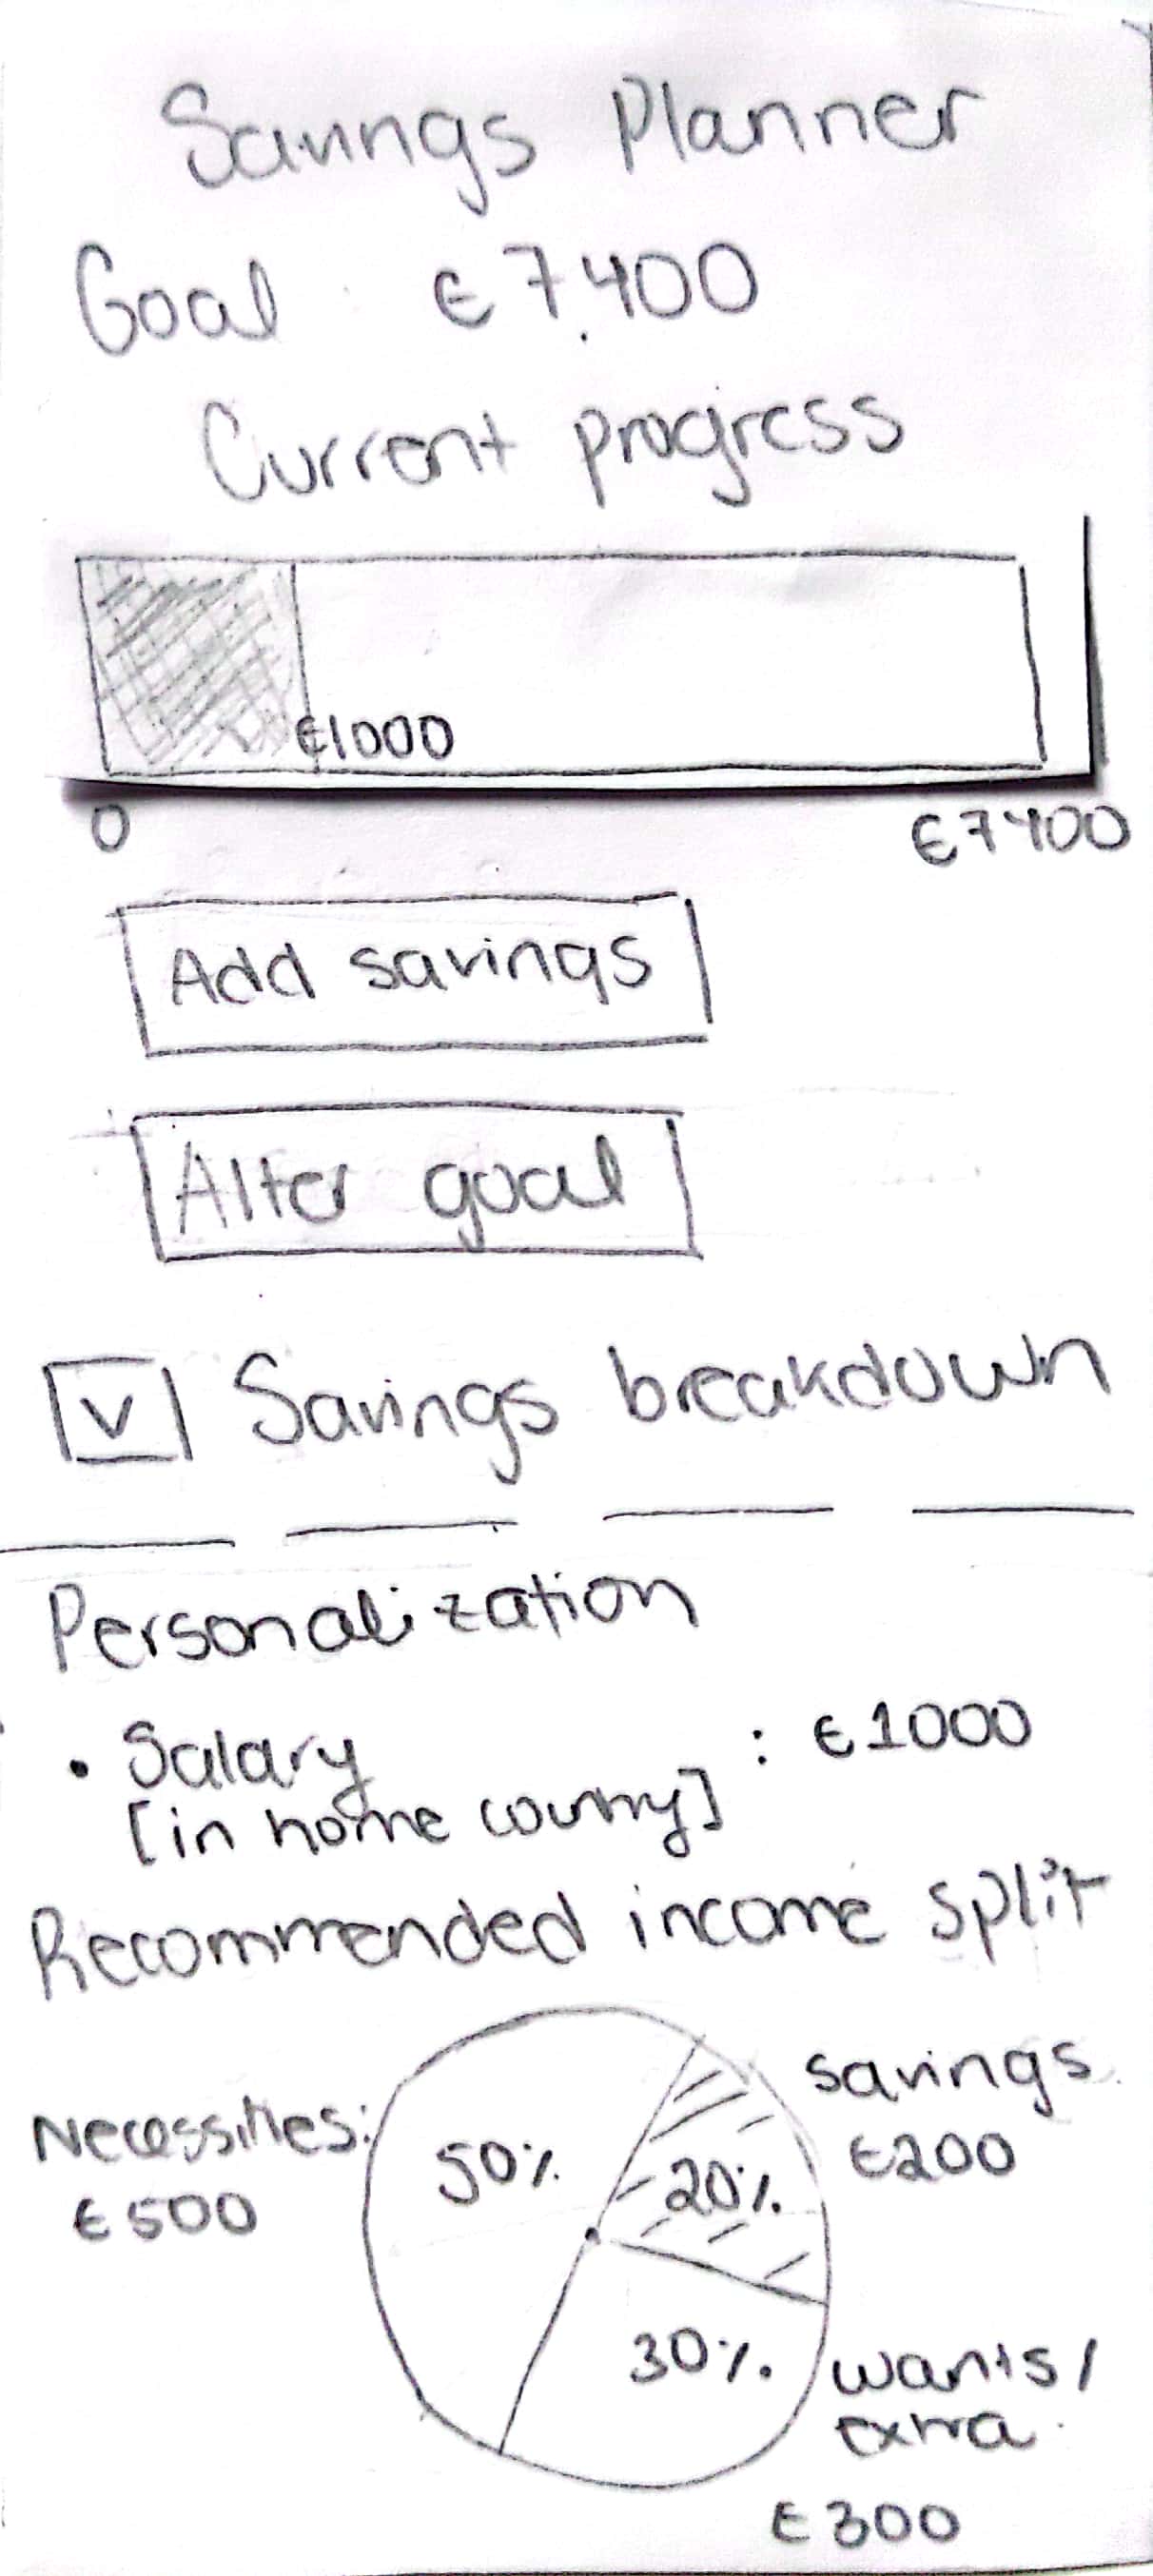 Savings Planner
Goal : € 7.400
Current progress
€1000
0
€7400
Add savings
Alter goal
v Savings breakdown
Personalization
• Salary : €1000
[in home country]
Recommended income split
Necessities:
€500
50%
savings
€200
20%
30%
wants/
extra
€300